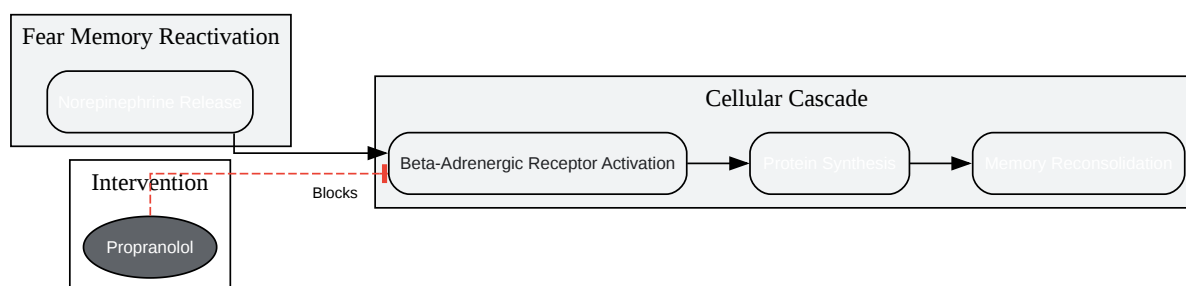 Fear Memory Reactivation
Norepinephrine Release
Cellular Cascade
Beta-Adrenergic Receptor Activation
Protein Synthesis
Memory Reconsolidation
Intervention
Blocks
Propranolol